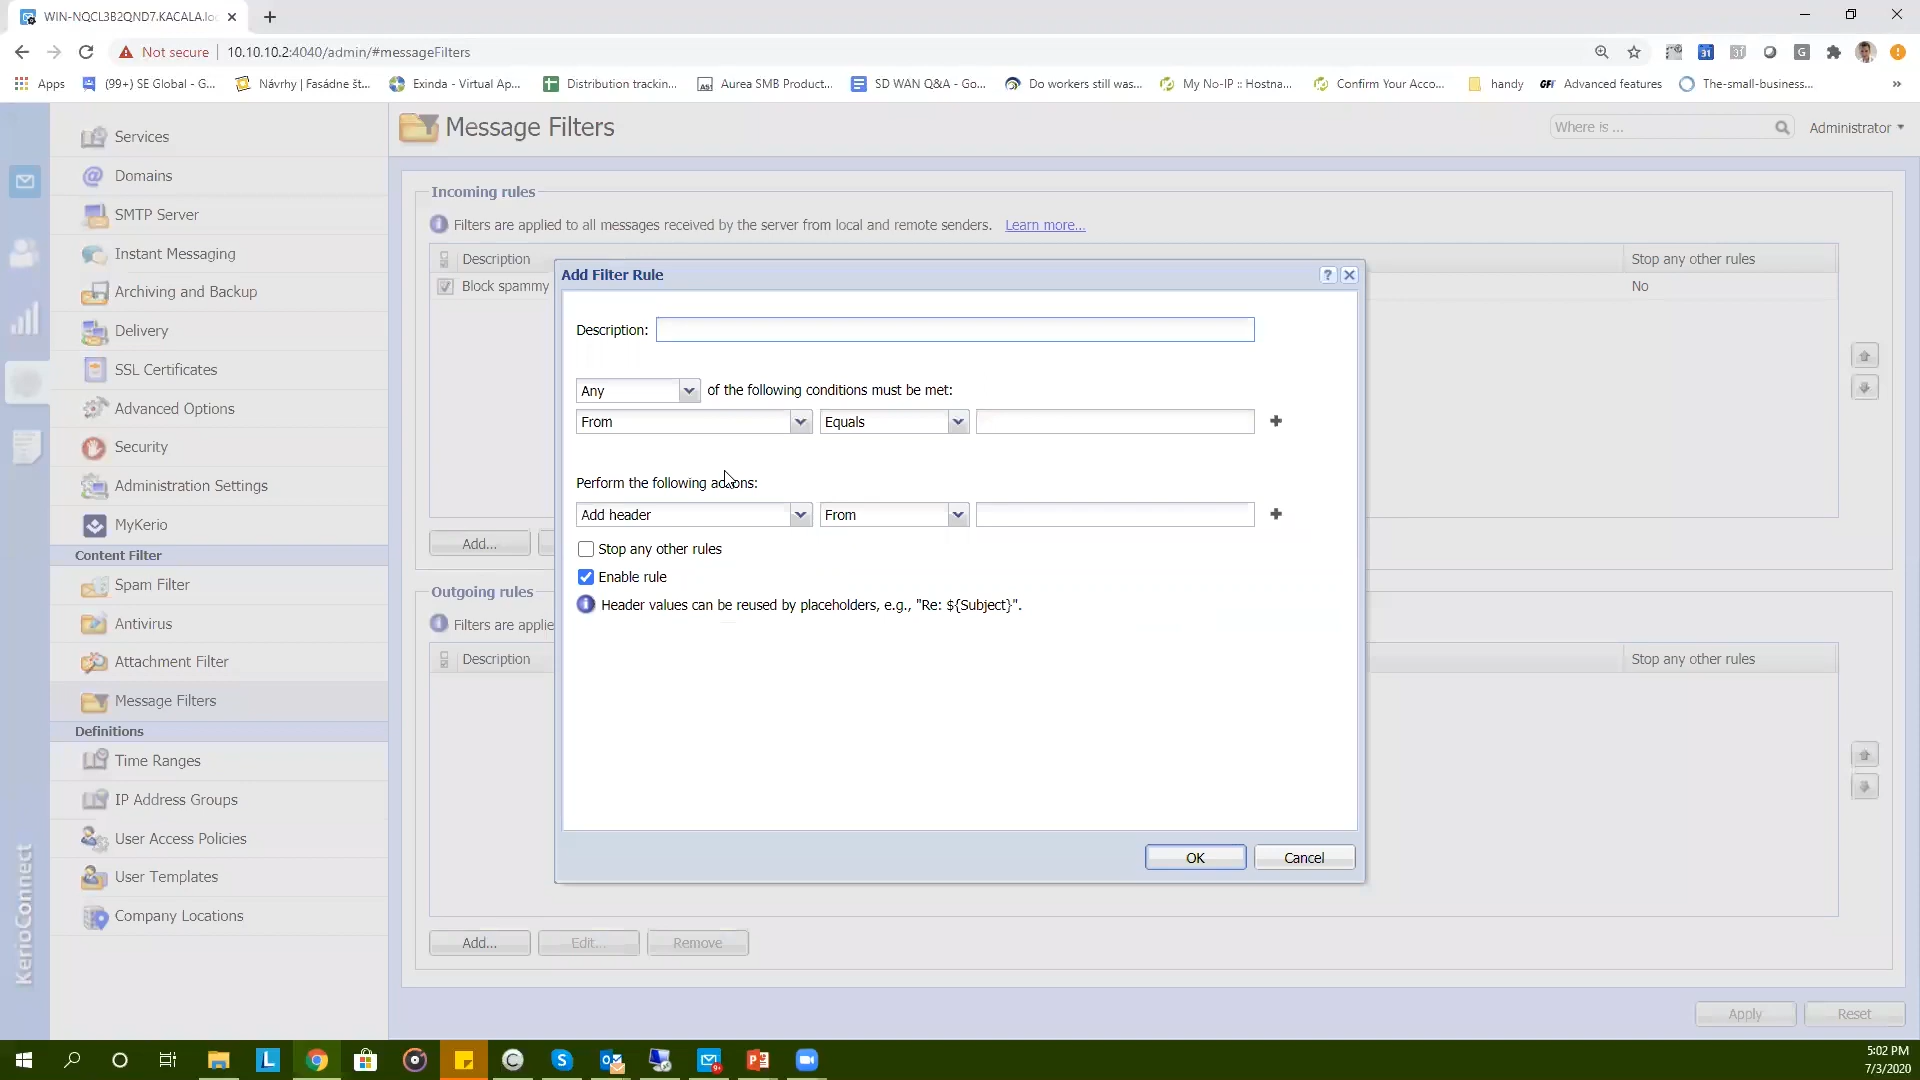 WIN-NQCL3B2QND7.KACALA.loc
Not secure
10.10.10.2:4040/admin/#messageFilters
Apps
(99+) SE Global - G...
Návrhy | Fasádne št...
Exinda - Virtual Ap...
Distribution trackin...
Aurea SMB Product...
SD WAN Q&A - Go...
Do workers still was...
My No-IP :: Hostna...
Confirm Your Acco...
handy
GFI
Advanced features
The-small-business...
»
Services
Domains
SMTP Server
Instant Messaging
Archiving and Backup
Delivery
SSL Certificates
Advanced Options
Security
Administration Settings
MyKerio
Content Filter
Spam Filter
Antivirus
Attachment Filter
Message Filters
Definitions
Time Ranges
IP Address Groups
User Access Policies
User Templates
Company Locations
KerioConnect
Message Filters
Where is ...
Administrator
Incoming rules
Filters are applied to all messages received by the server from local and remote senders. Learn more...
Description
Stop any other rules
Block spammy
No
Add...
Outgoing rules
Filters are applie
Description
Stop any other rules
Add...
Edit...
Remove
Apply
Reset
Add Filter Rule
Description:
Any
of the following conditions must be met:
From
Equals
Perform the following actions:
Add header
From
Stop any other rules
Enable rule
Header values can be reused by placeholders, e.g., "Re: ${Subject}".
OK
Cancel
5:02 PM
7/3/2020